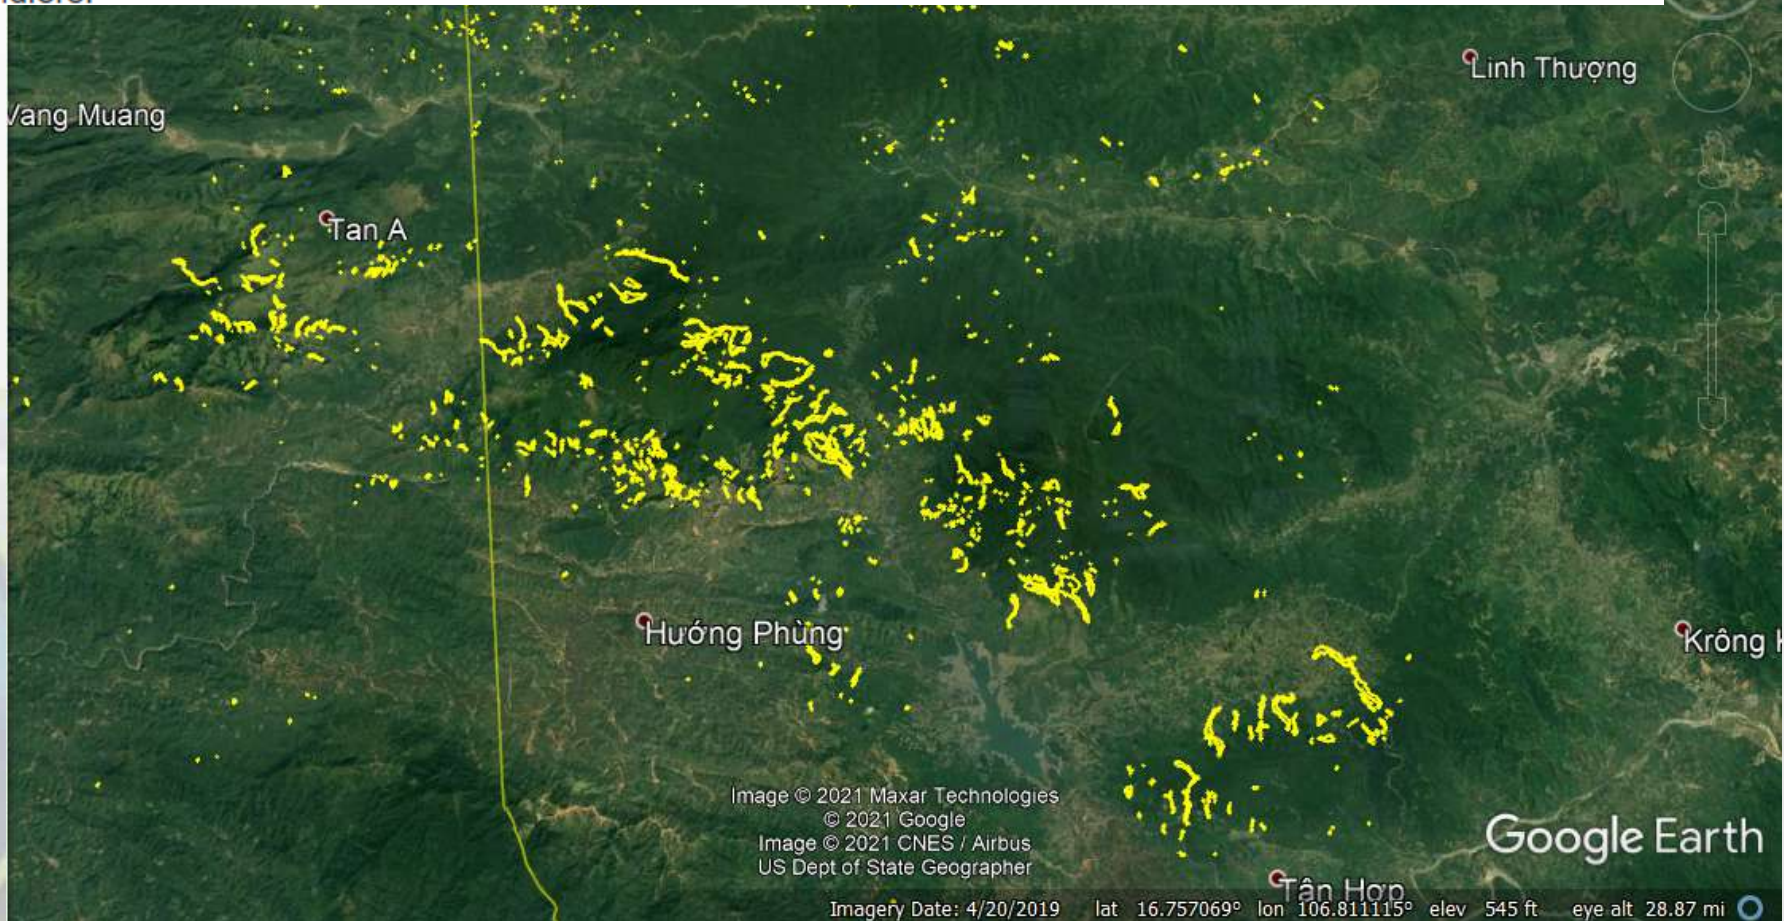 Linh Thượng
Vang Muang
Tan A
Hướng Phùng
Krông
Image © 2021 Maxar Technologies
© 2021 Google
Image © 2021 CNES / Airbus
US Dept of State Geographer
Google Earth
Tân Hợp
Imagery Date: 4/20/2019 lat 16.757069° lon 106.811115° elev 545 ft eye alt 28.87 mi